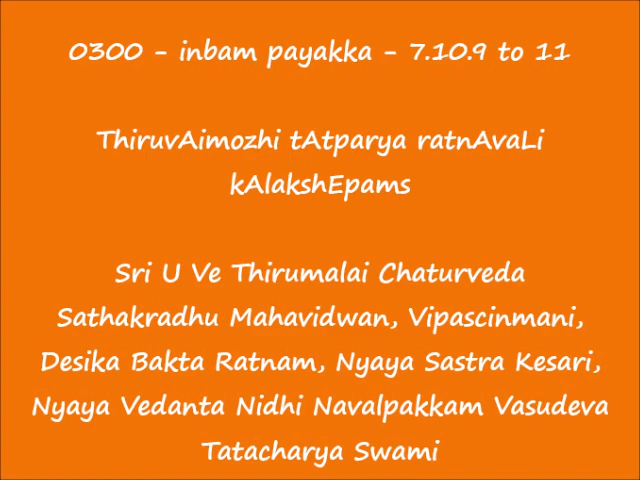 0300 - inbam payakka - 7.10.9 to 11
ThiruvAimozhi tAtparya ratnAvaLi
kAlakshEpams
Sri U Ve Thirumalai Chaturveda
Sathakradhu Mahavidwan, Vipascinmani,
Desika Bakta Ratnam, Nyaya Sastra Kesari,
Nyaya Vedanta Nidhi Navalpakkam Vasudeva
Tatacharya Swami